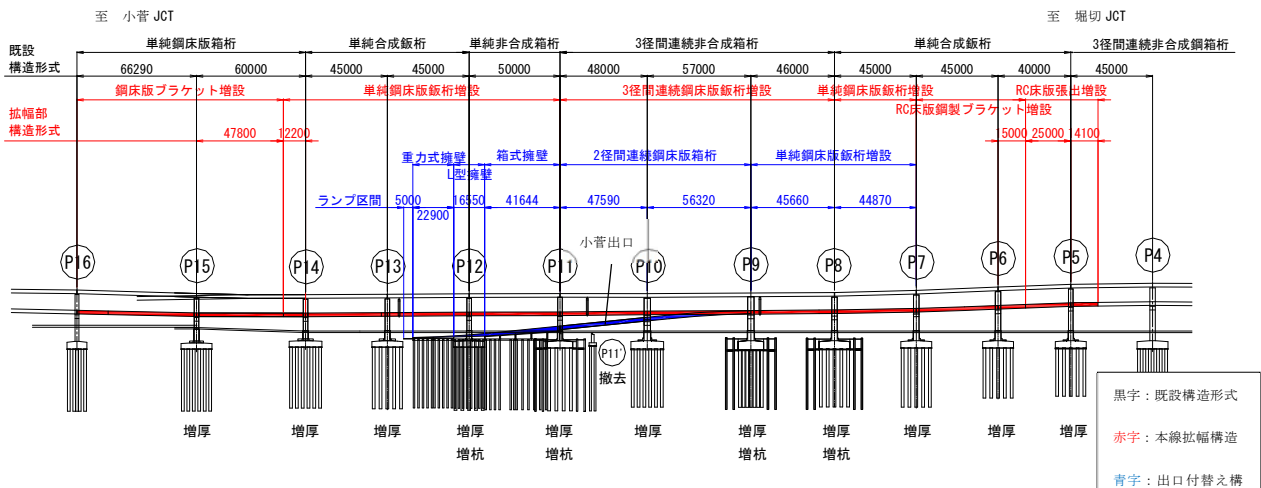 至 小菅 JCT
至 堀切 JCT
既設
構造形式
単純鋼床版箱桁
単純合成鈑桁
単純非合成箱桁
3径間連続非合成箱桁
単純合成鈑桁
3径間連続非合成鋼箱桁
66290
60000
45000
45000
50000
48000
57000
46000
45000
45000
40000
45000
拡幅部
構造形式
鋼床版ブラケット増設
単純鋼床版鈑桁増設
3径間連続鋼床版鈑桁増設
単純鋼床版鈑桁増設
RC床版張出増設
RC床版鋼製ブラケット増設
47800
12200
15000
25000
14100
重力式擁壁
L型擁壁
箱式擁壁
2径間連続鋼床版箱桁
単純鋼床版鈑桁増設
ランプ区間
5000
22900
16550
41644
47590
56320
45660
44870
小菅出口
P16
P15
P14
P13
P12
P11
P10
P9
P8
P7
P6
P5
P4
P11'
撤去
増厚
増厚
増厚
増厚
増杭
増厚
増杭
増厚
増厚
増杭
増厚
増杭
増厚
増厚
増厚
黒字：既設構造形式
赤字：本線拡幅構造
青字：出口付替え構